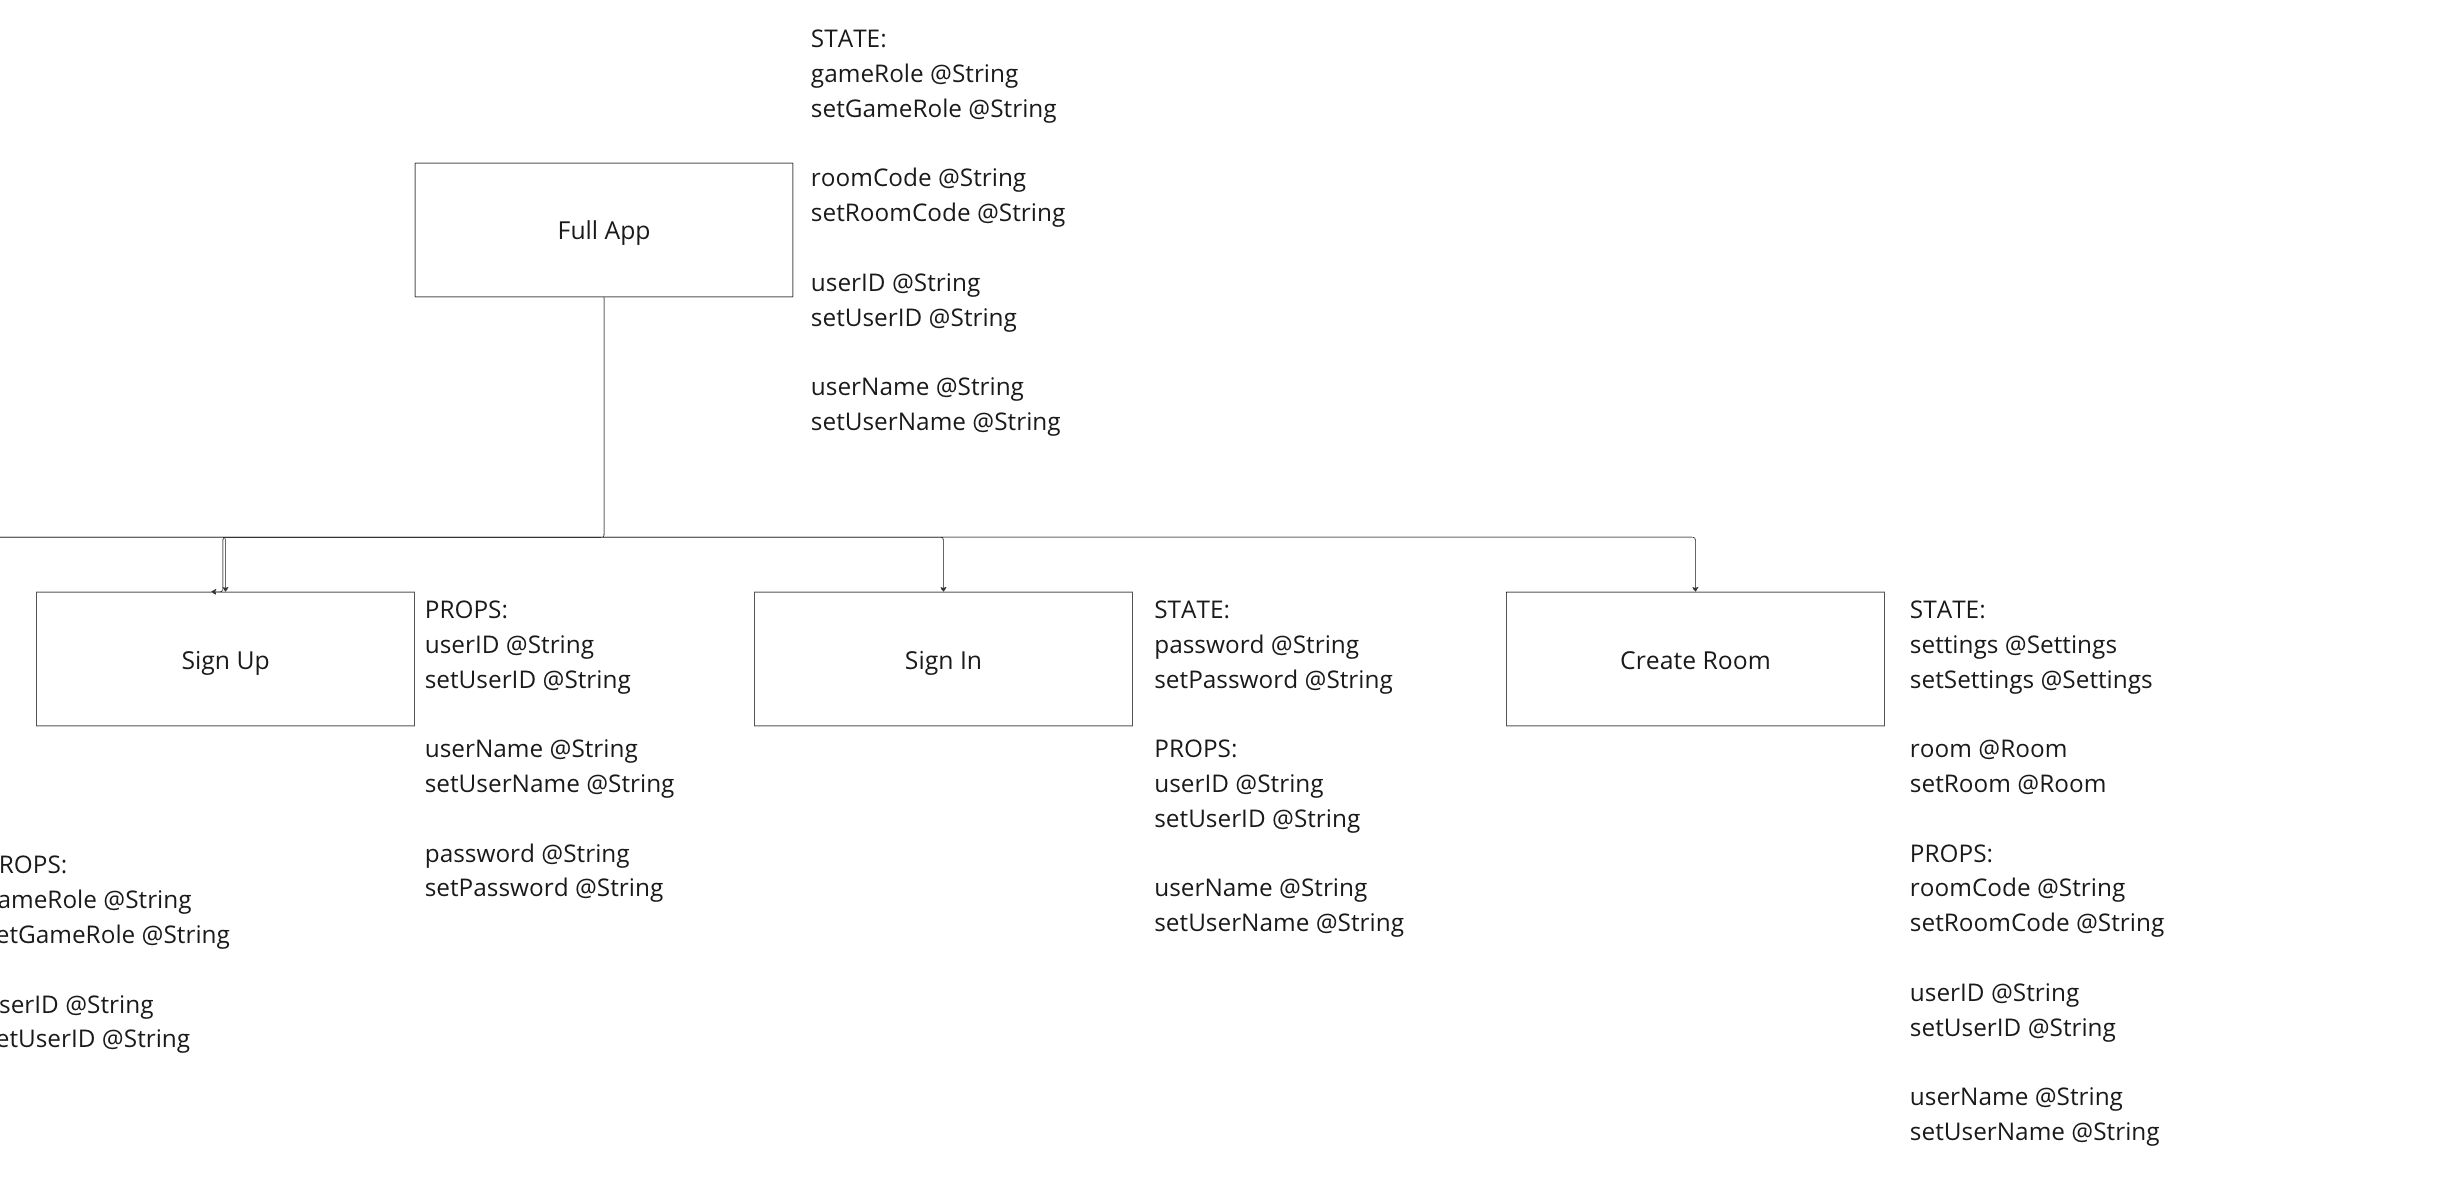 STATE:
gameRole @String
setGameRole @String
roomCode @String
setRoomCode @String
userID @String
setUserID @String
userName @String
setUserName @String
Full App
Sign Up
PROPS:
userID @String
setUserID @String
userName @String
setUserName @String
password @String
setPassword @String
Sign In
STATE:
password @String
setPassword @String
PROPS:
userID @String
setUserID @String
userName @String
setUserName @String
Create Room
STATE:
settings @Settings
setSettings @Settings
room @Room
setRoom @Room
PROPS:
roomCode @String
setRoomCode @String
userID @String
setUserID @String
userName @String
setUserName @String
ROPS:
ameRole @String
etGameRole @String
serID @String
etUserID @String